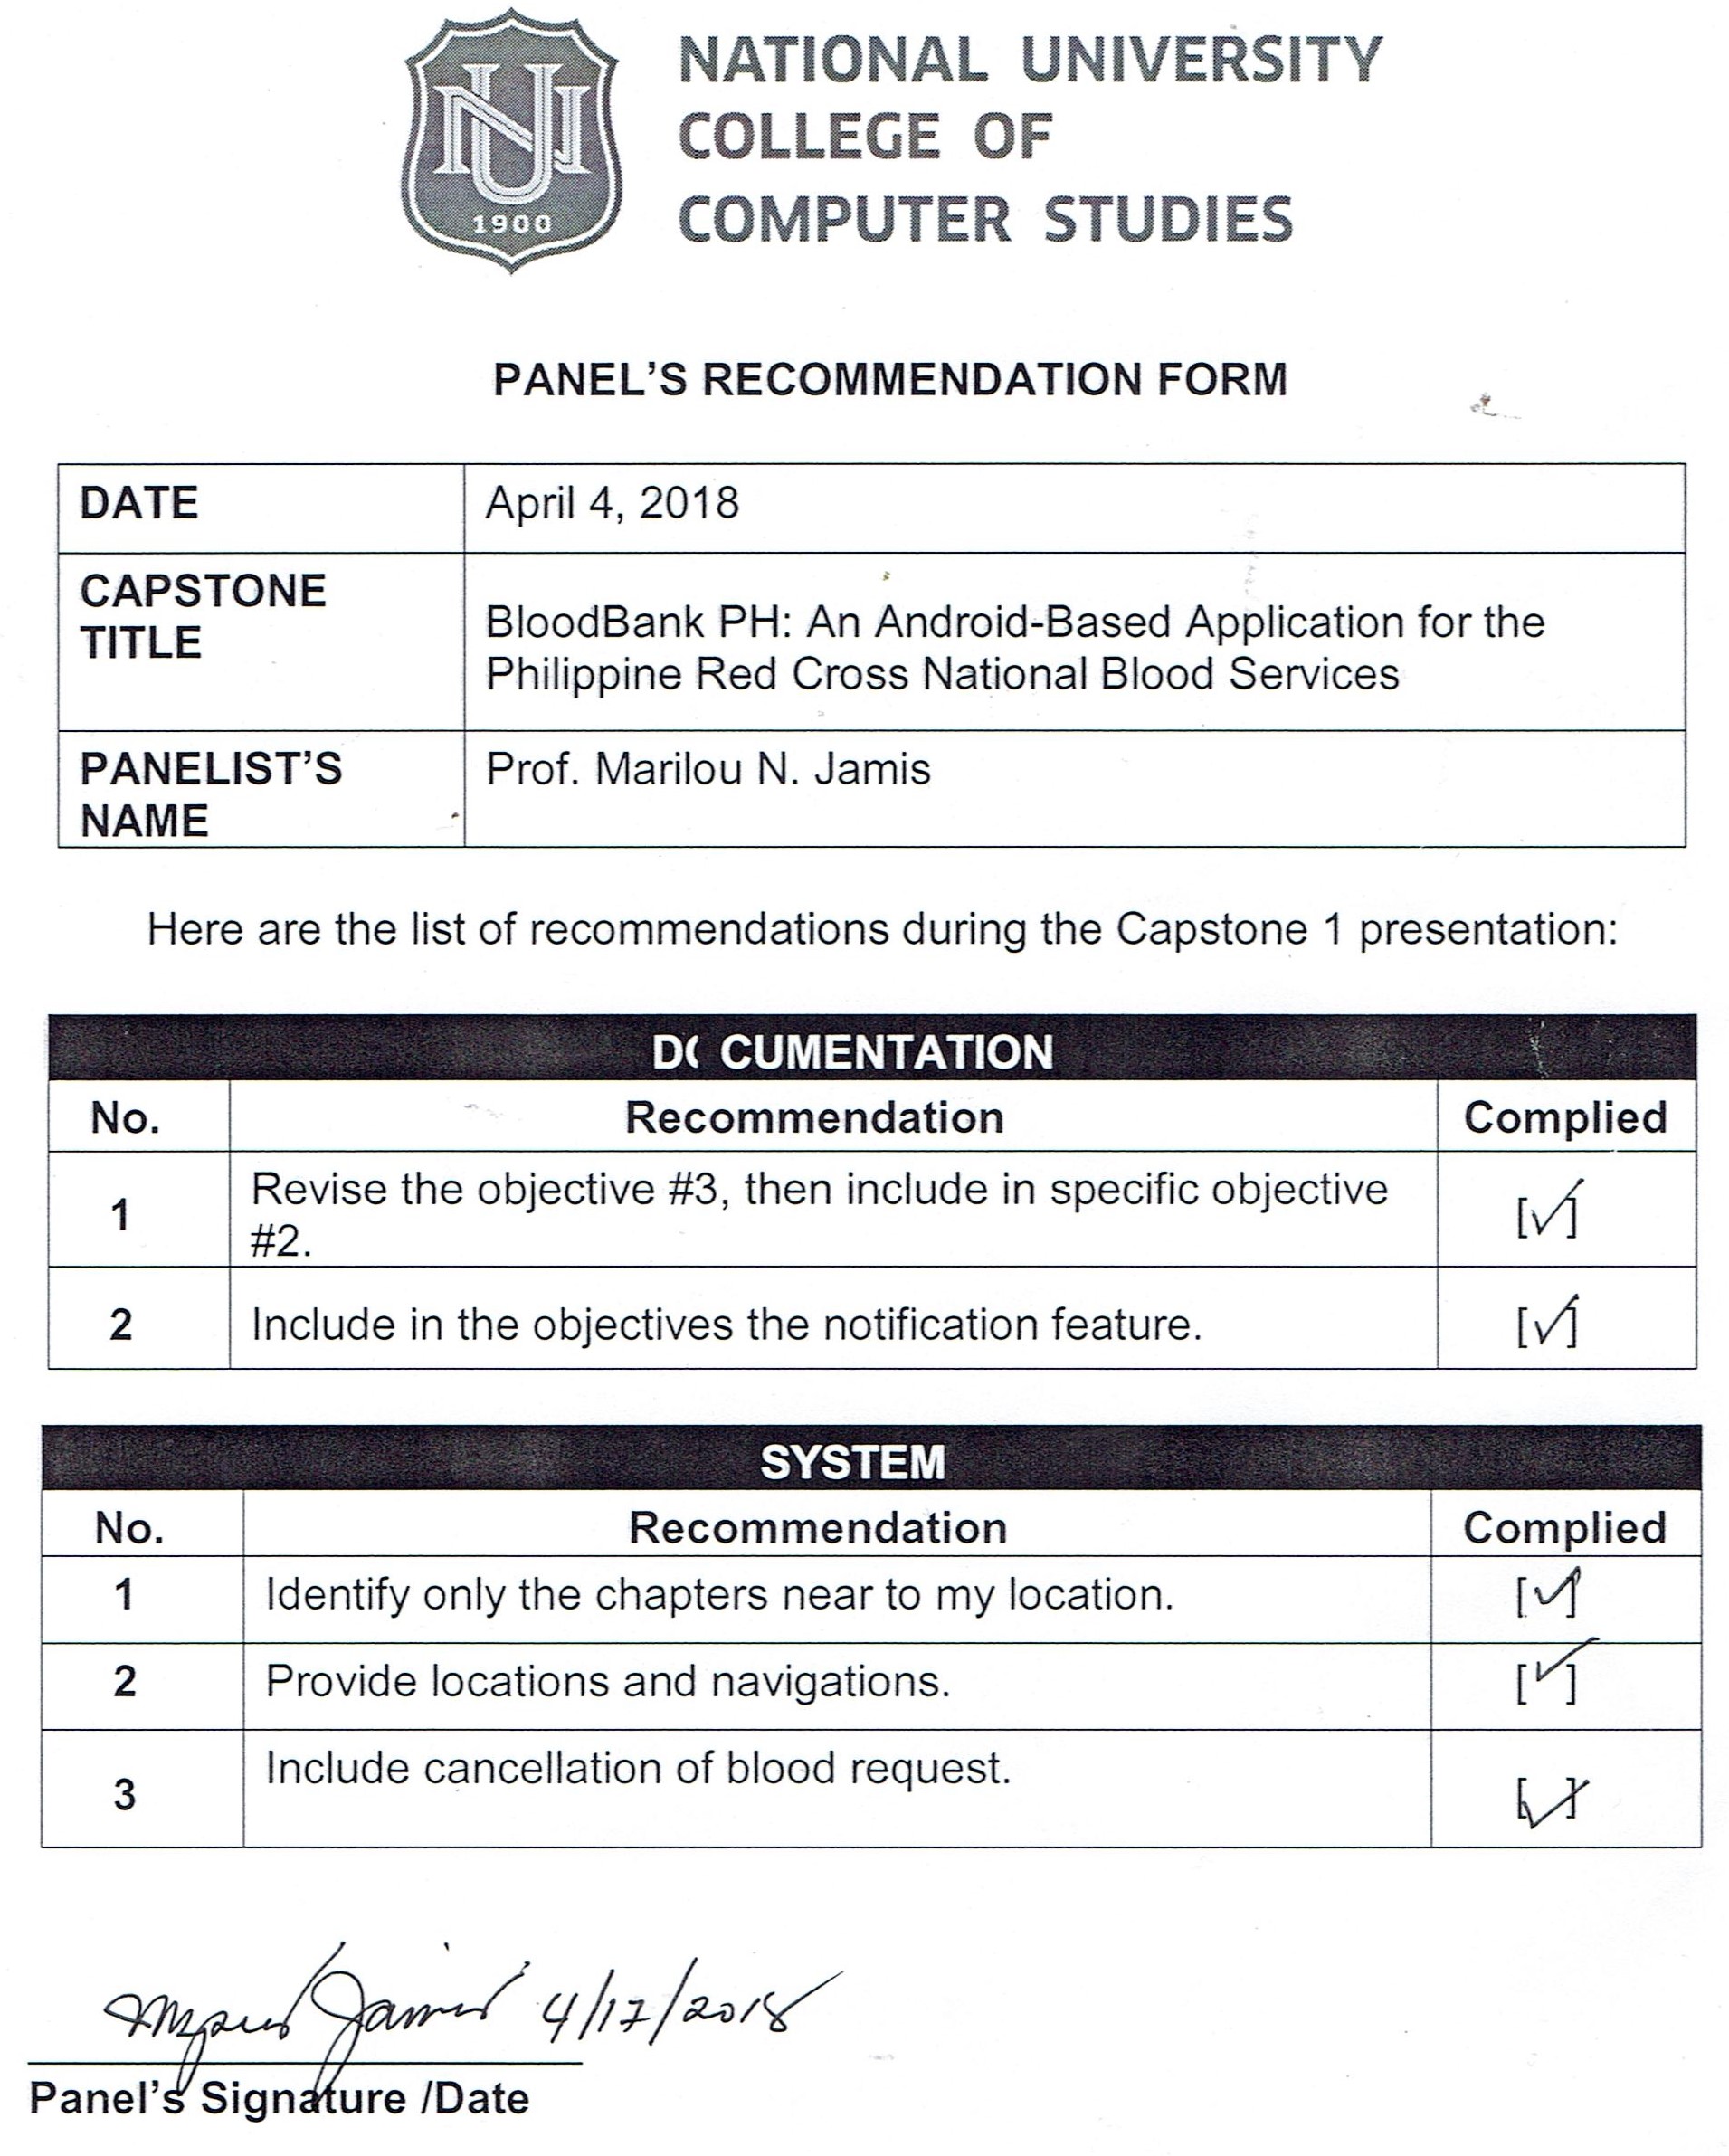 NU
1900
NATIONAL UNIVERSITY
COLLEGE OF
COMPUTER STUDIES
PANEL'S RECOMMENDATION FORM
DATE April 4, 2018
CAPSTONE
TITLE
BloodBank PH: An Android-Based Application for the
Philippine Red Cross National Blood Services
PANELIST'S
NAME
Prof. Marilou N. Jamis
Here are the list of recommendations during the Capstone 1 presentation:
D( CUMENTATION
No. Recommendation Complied
1 Revise the objective #3, then include in specific objective
#2.
[✓]
2 Include in the objectives the notification feature. [✓]
SYSTEM
No. Recommendation Complied
1 Identify only the chapters near to my location. [✓]
2 Provide locations and navigations. [✓]
3 Include cancellation of blood request. [✓]
Jamis 4/17/2018
Panel's Signature /Date